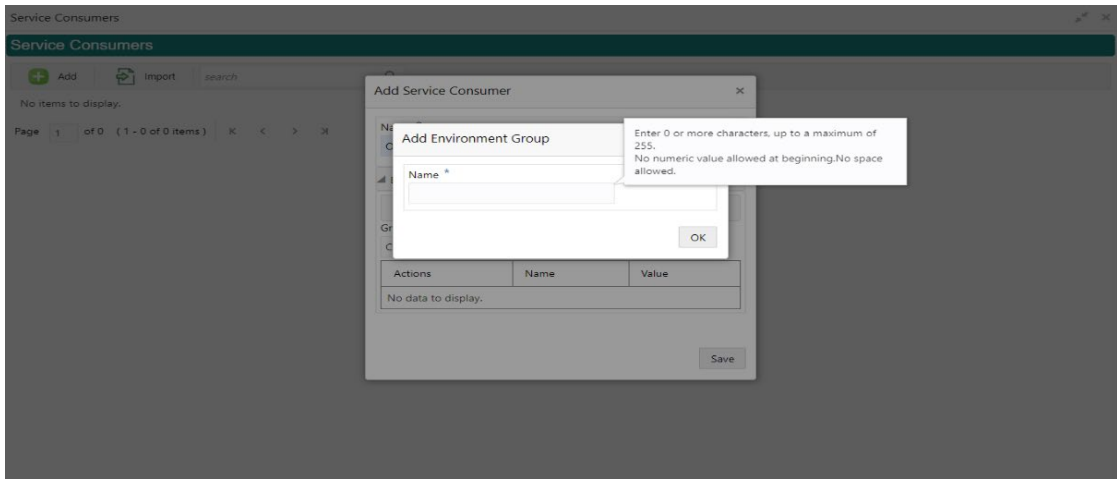 Service Consumers
Service Consumers
Add Import search
No items to display.
Page 1 of 0 (1 - 0 of 0 items)
Add Service Consumer
Add Environment Group
Enter 0 or more characters, up to a maximum of
255.
No numeric value allowed at beginning.No space
allowed.
Name *
OK
Actions Name Value
No data to display.
Save